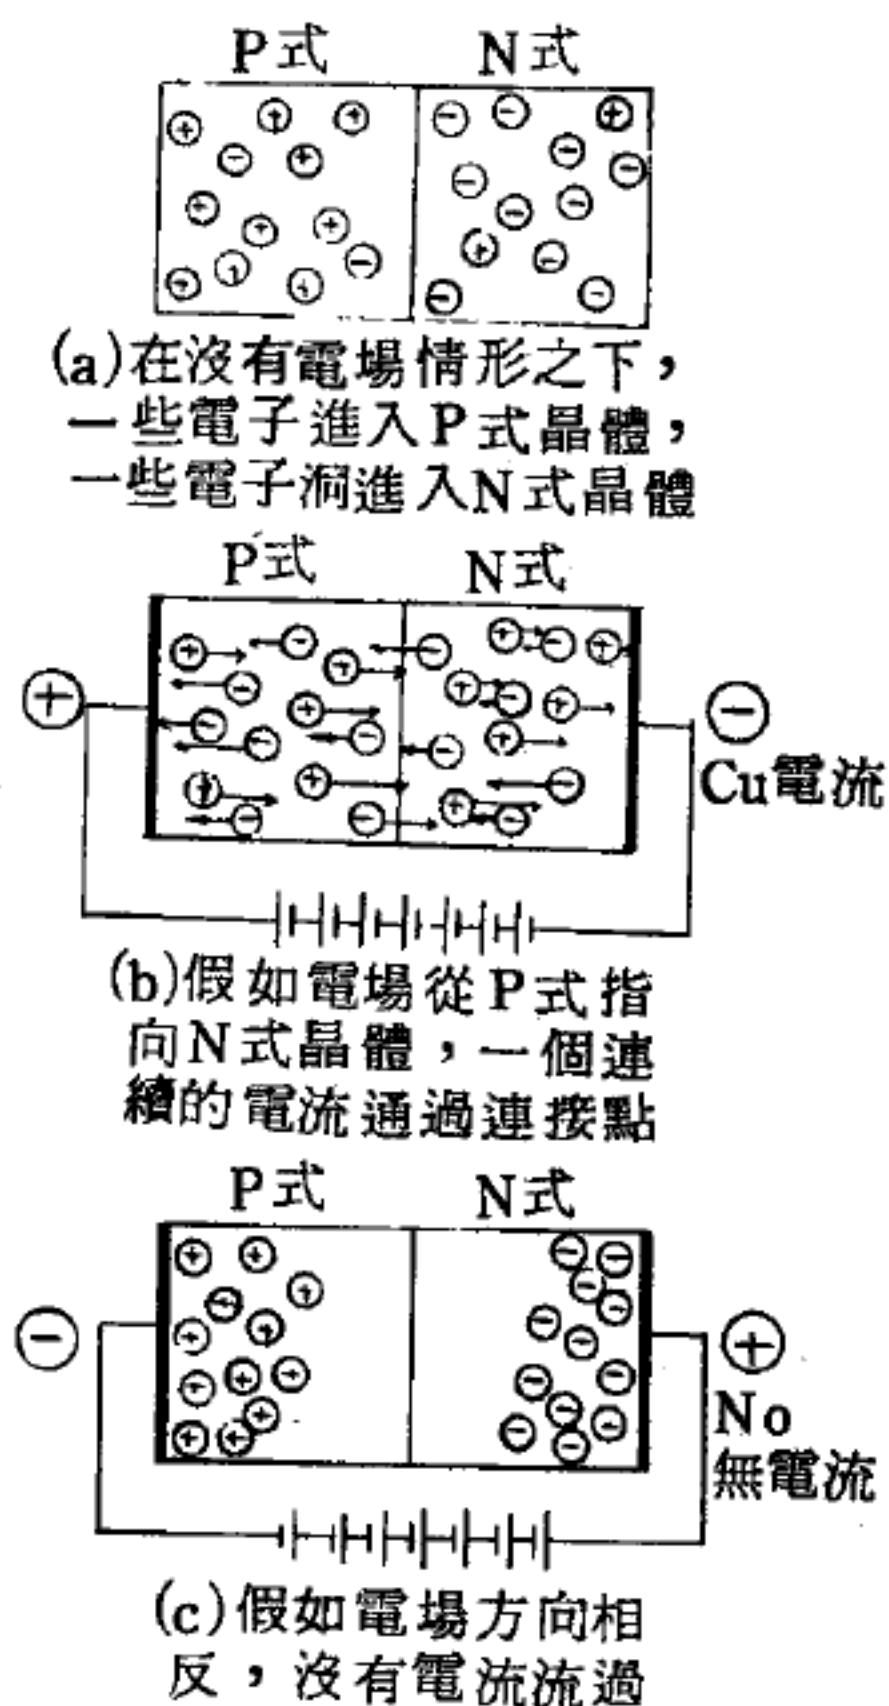 P式 N式
(a)在沒有電場情形之下，
一些電子進入P式晶體，
一些電子洞進入N式晶體
P式 N式
+ −
Cu電流
(b)假如電場從P式指
向N式晶體，一個連
續的電流通過連接點
P式 N式
− +
No
無電流
(c)假如電場方向相
反，沒有電流流過